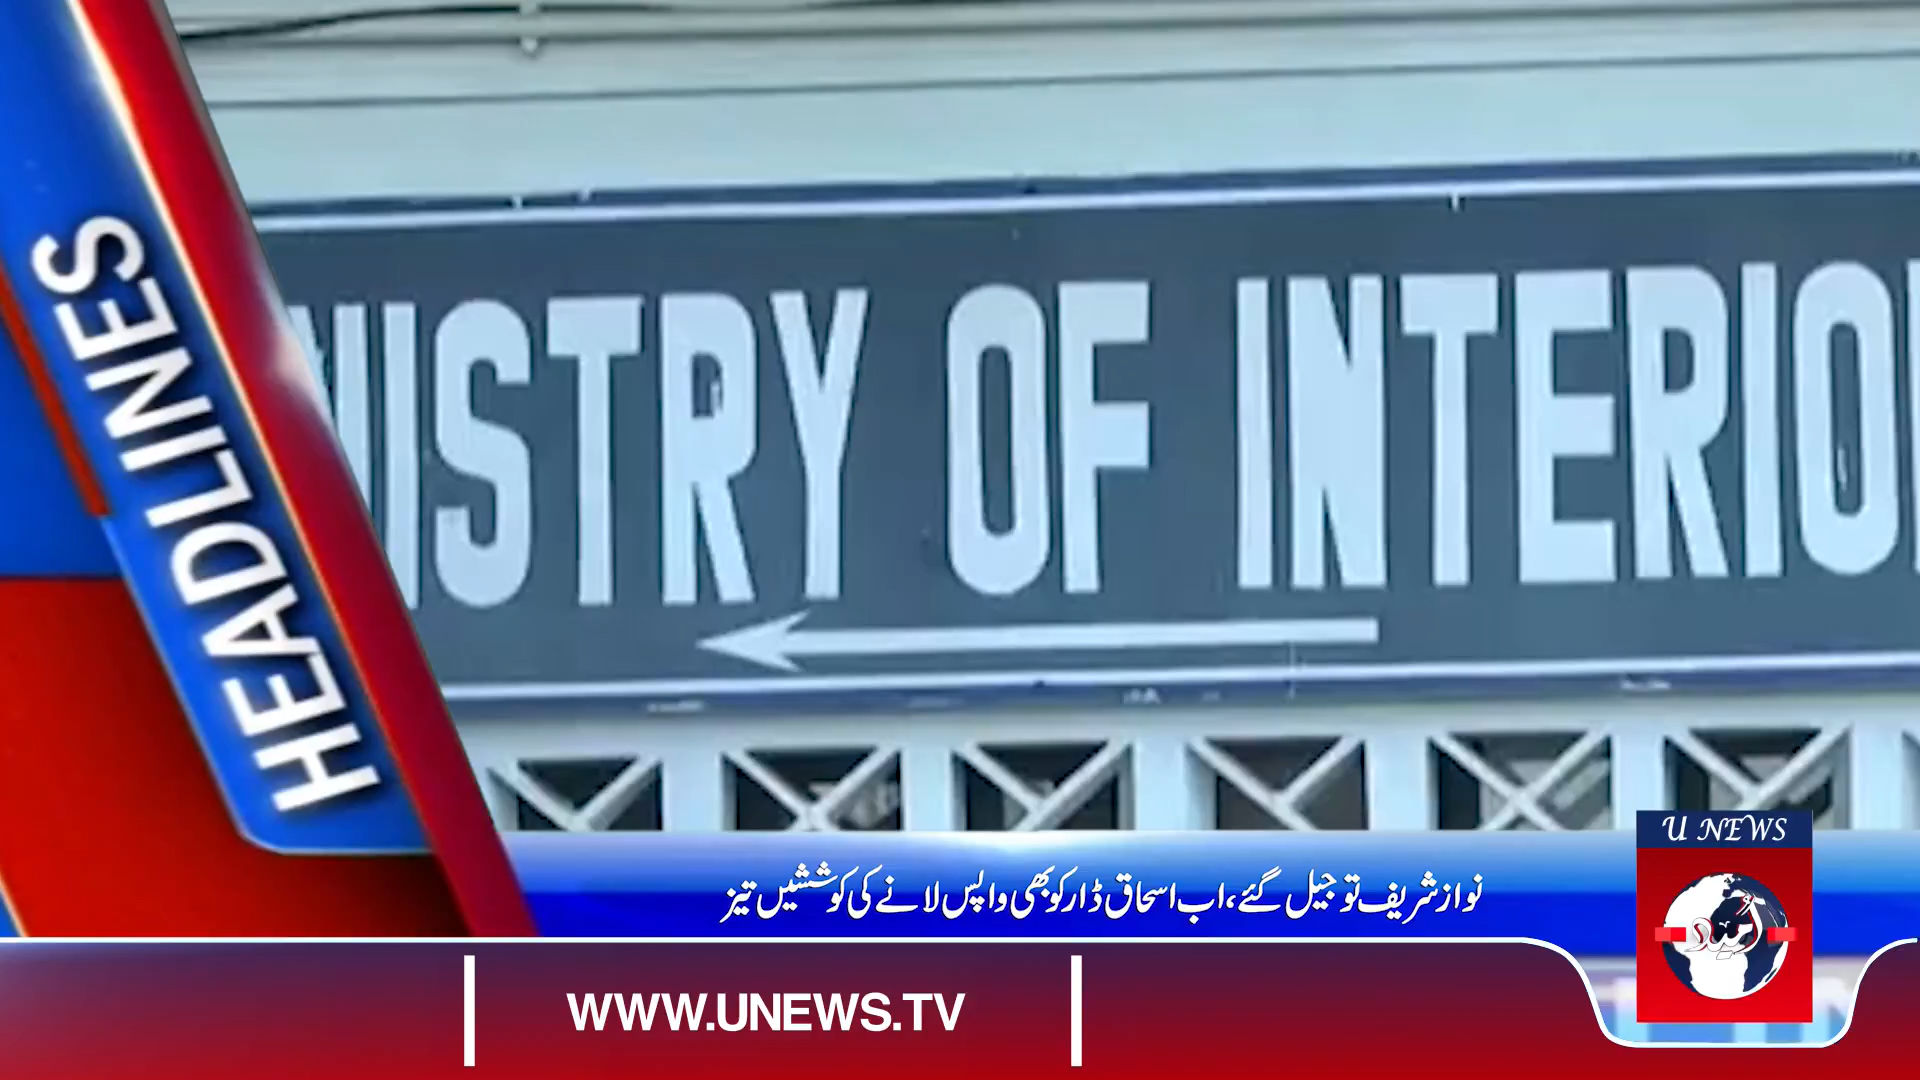 HEADLINES
NISTRY OF INTERIO
نواز شریف تو جیل گئے، اب اسحاق ڈار کو بھی واپس لانے کی کوششیں تیز
U NEWS
امید
WWW.UNEWS.TV